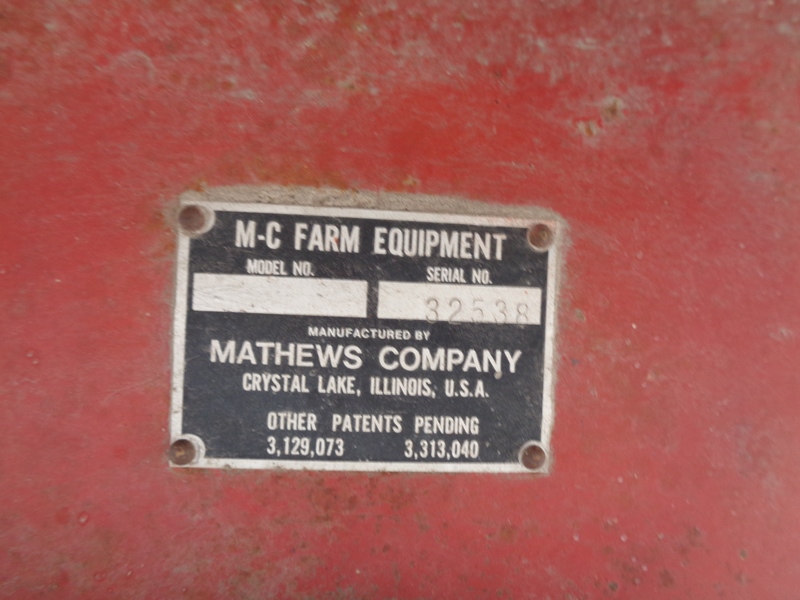 M-C FARM EQUIPMENT
MODEL NO. SERIAL NO.
32538
MANUFACTURED BY
MATHEWS COMPANY
CRYSTAL LAKE, ILLINOIS, U.S.A.
OTHER PATENTS PENDING
3,129,073 3,313,040